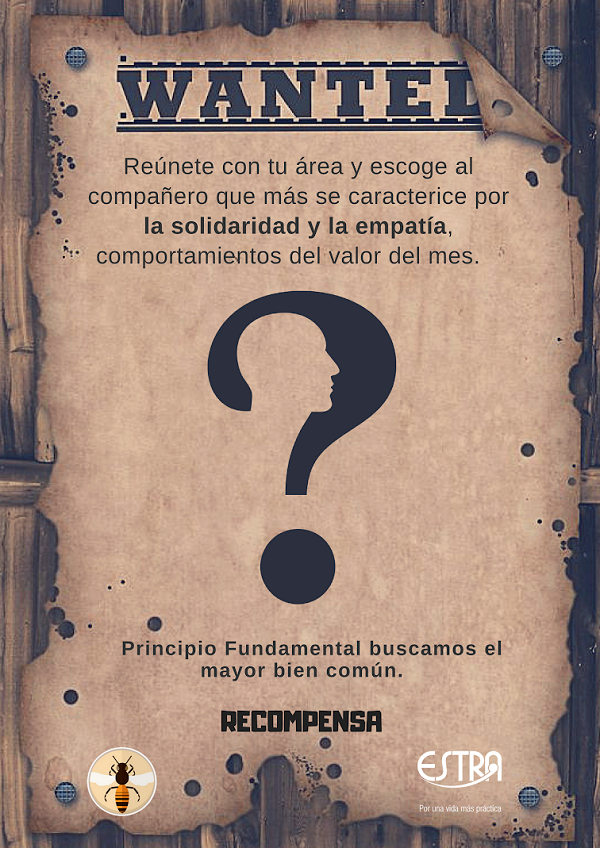 WANTED
Reúnete con tu área y escoge al
compañero que más se caracterice por
la solidaridad y la empatía,
comportamientos del valor del mes.
Principio Fundamental buscamos el
mayor bien común.
RECOMPENSA
ESTRA
Por una vida más práctica